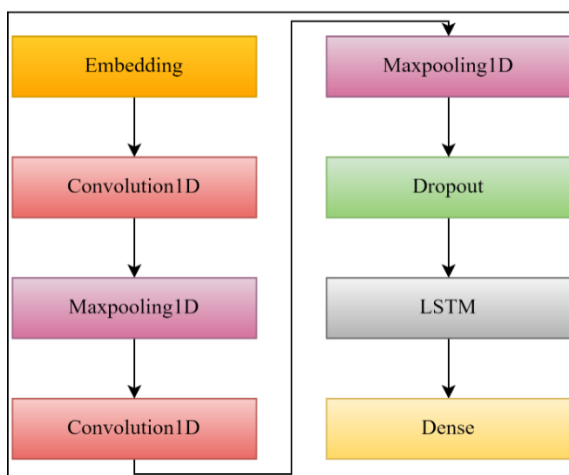 Embedding
Convolution1D
Maxpooling1D
Convolution1D
Maxpooling1D
Dropout
LSTM
Dense